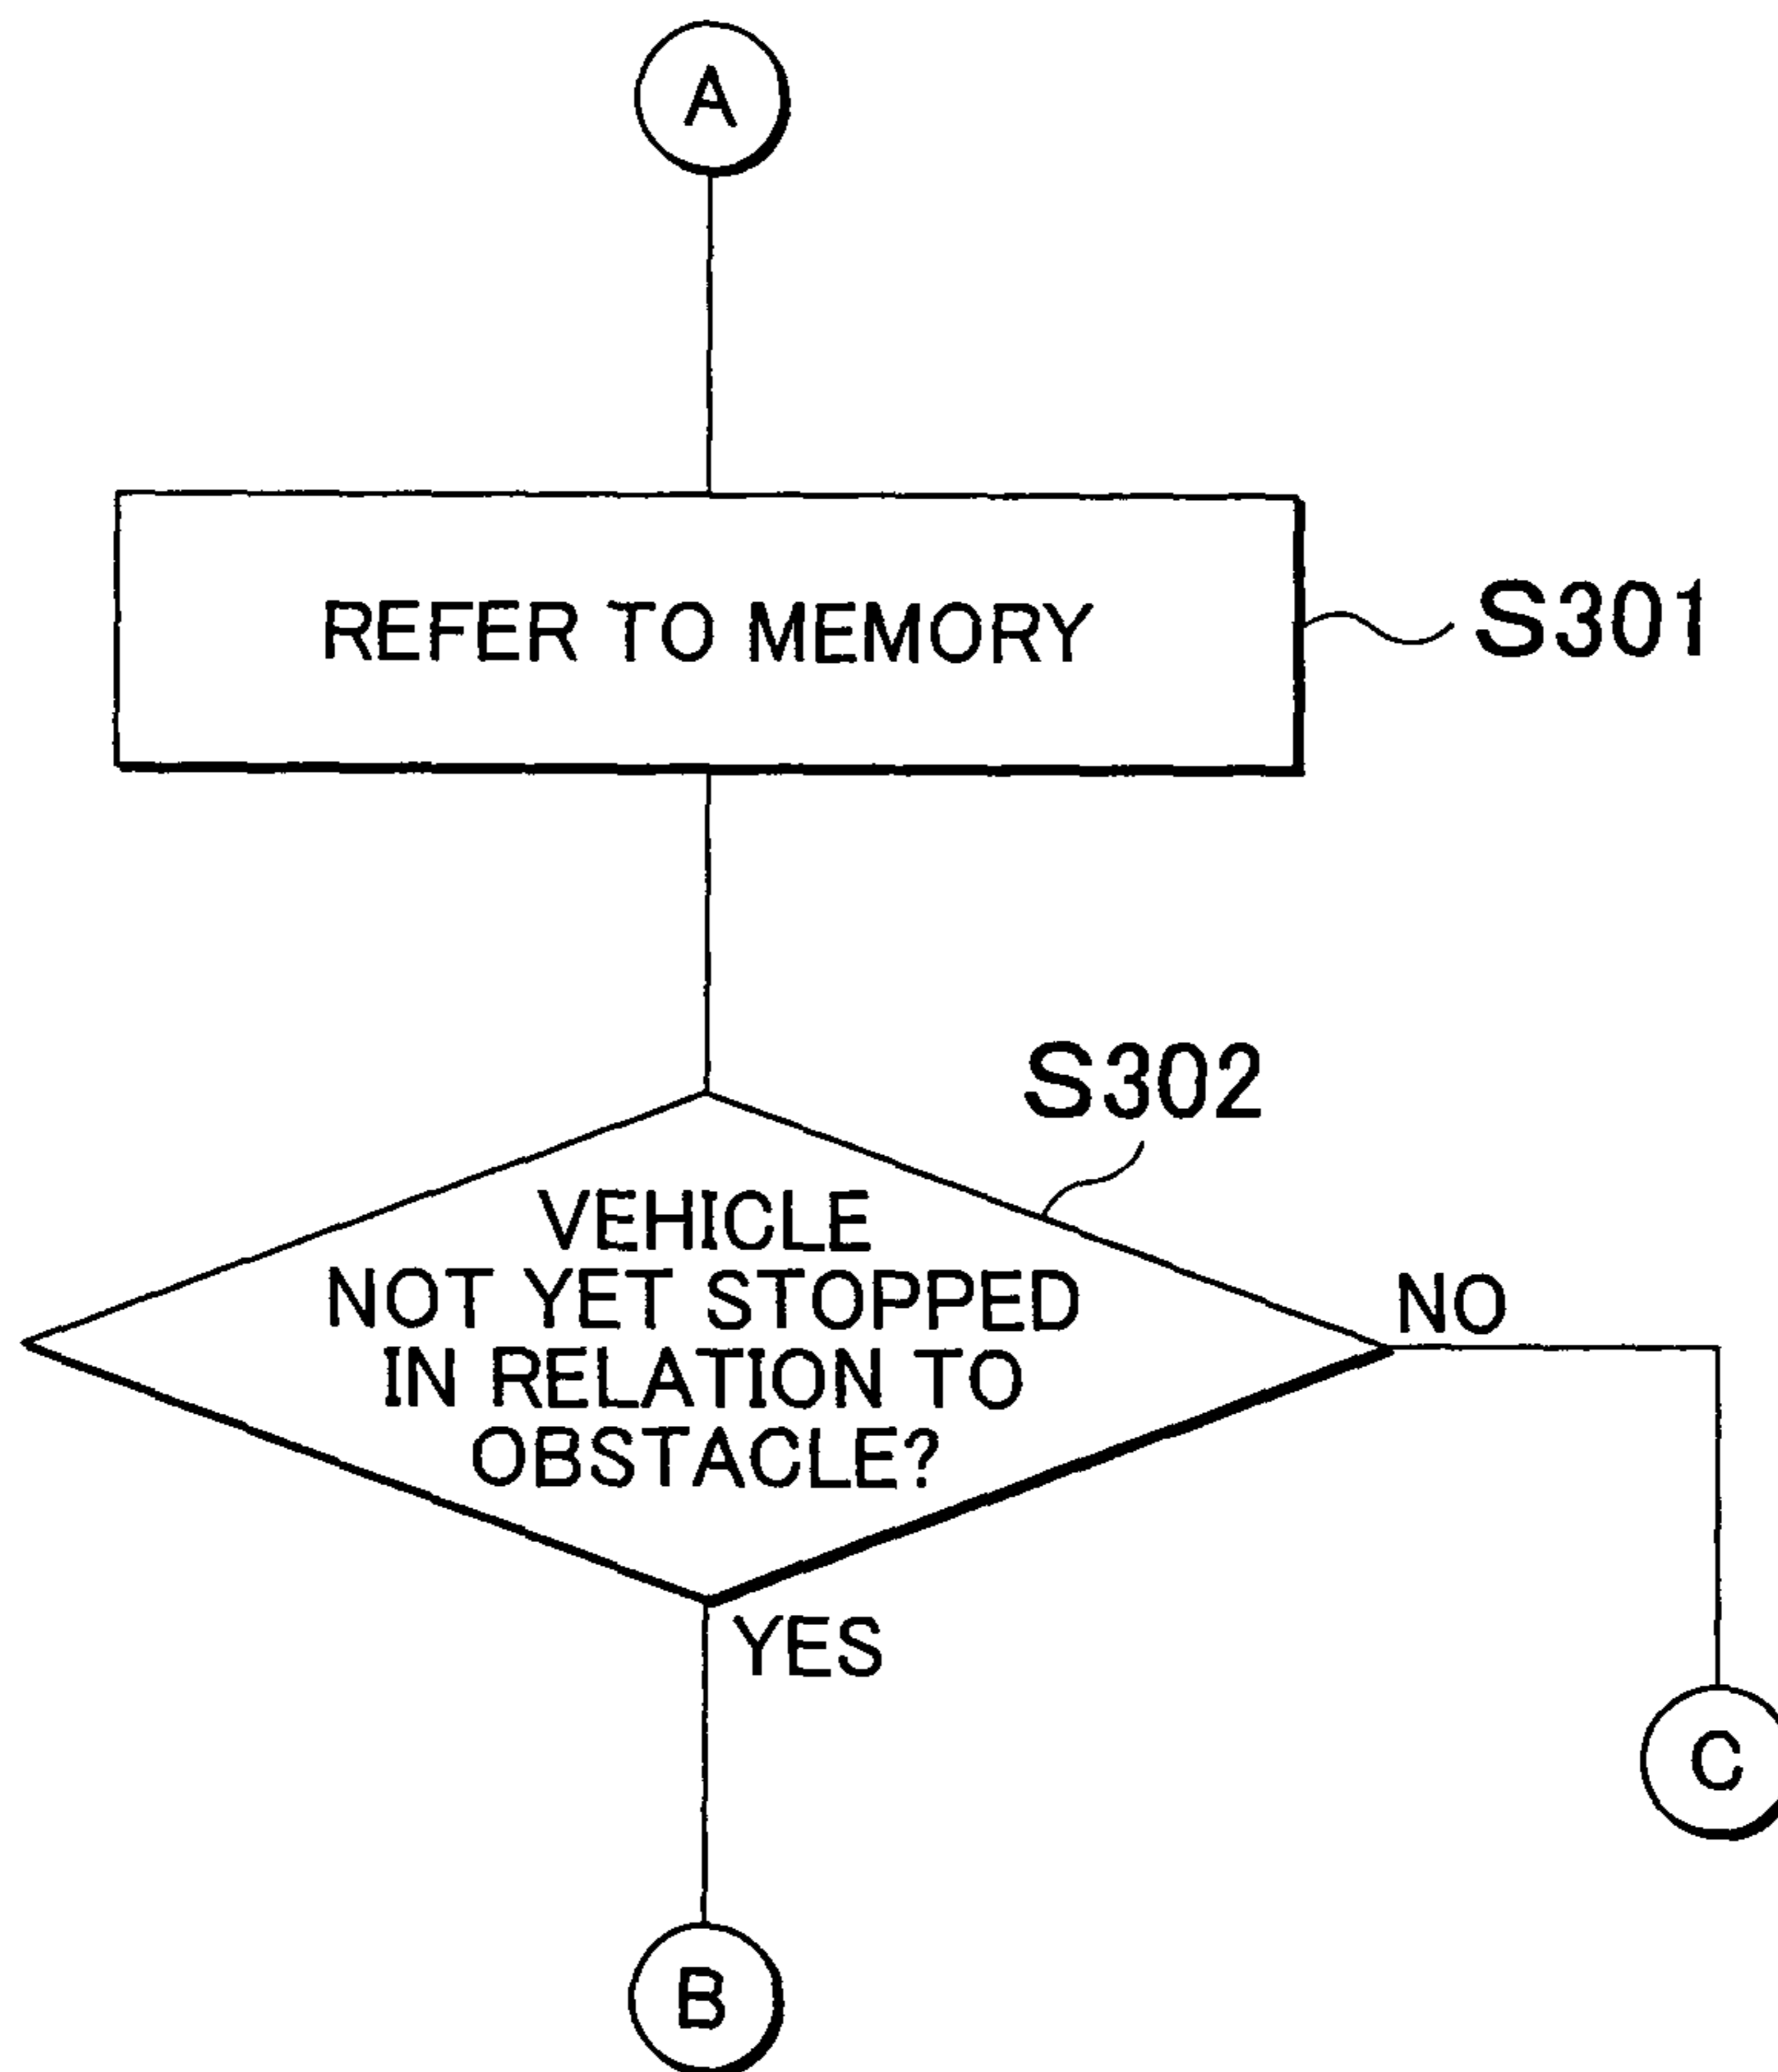 A
REFER TO MEMORY
S301
S302
VEHICLE
NOT YET STOPPED
IN RELATION TO
OBSTACLE?
NO
YES
C
B